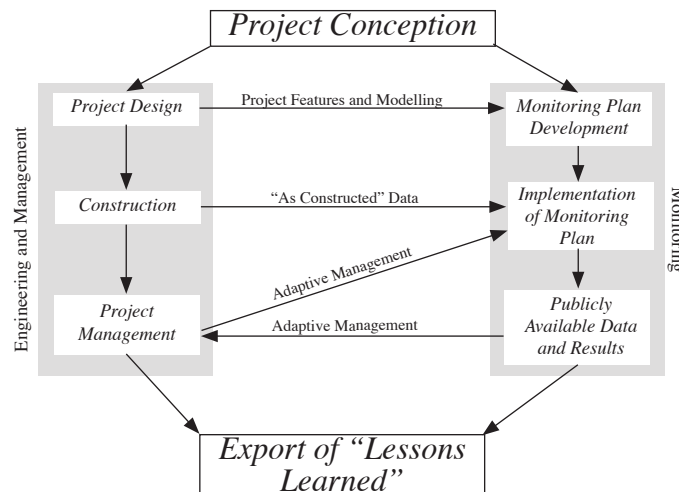 Project Conception
Engineering and Management
Project Design
Project Features and Modelling
Monitoring Plan
Development
Construction
“As Constructed” Data
Implementation
of Monitoring
Plan
Monitoring
Adaptive Management
Project
Management
Adaptive Management
Publicly
Available Data
and Results
Export of “Lessons
Learned”